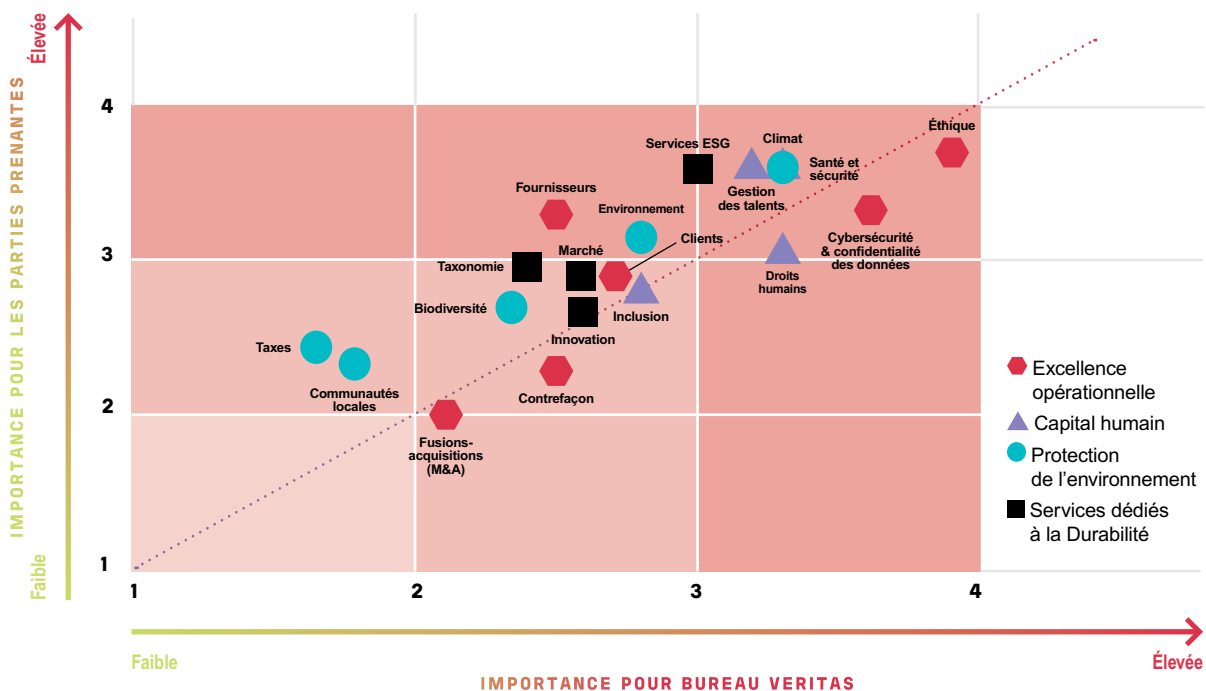 Élevée
IMPORTANCE POUR LES PARTIES PRENANTES
Faible
4
3
2
1
Éthique
Climat
Services ESG
Santé et
sécurité
Gestion
des talents
Fournisseurs
Environnement
Clients
Cybersécurité
& confidentialité
des données
Marché
Taxonomie
Droits
humains
Biodiversité
Inclusion
Innovation
Taxes
Communautés
locales
Contrefaçon
Fusions-
acquisitions
(M&A)
Excellence
opérationnelle
Capital humain
Protection
de l’environnement
Services dédiés
à la Durabilité
1
2
3
4
Faible
Élevée
IMPORTANCE POUR BUREAU VERITAS